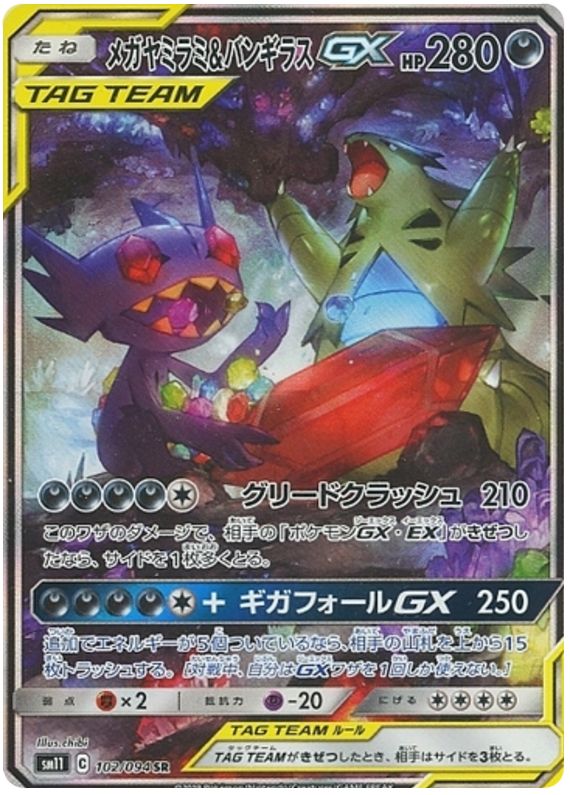 たね メガヤミラミ&バンギラスGX HP280
TAG TEAM
グリードクラッシュ 210
このワザのダメージで、相手の「ポケモンGX・EX」がきぜつし
たなら、サイドを1枚多くとる。
+ ギガフォールGX 250
追加でエネルギーが5個ついているなら、相手の山札を上から15
枚トラッシュする。[対戦中、自分はGXワザを1回しか使えない。]
弱点 ×2 抵抗力 -20 にげる
Illus.chibi
TAG TEAM ルール
sm11 C 102/094 SR
TAG TEAMがきぜつしたとき、相手はサイドを3枚とる。